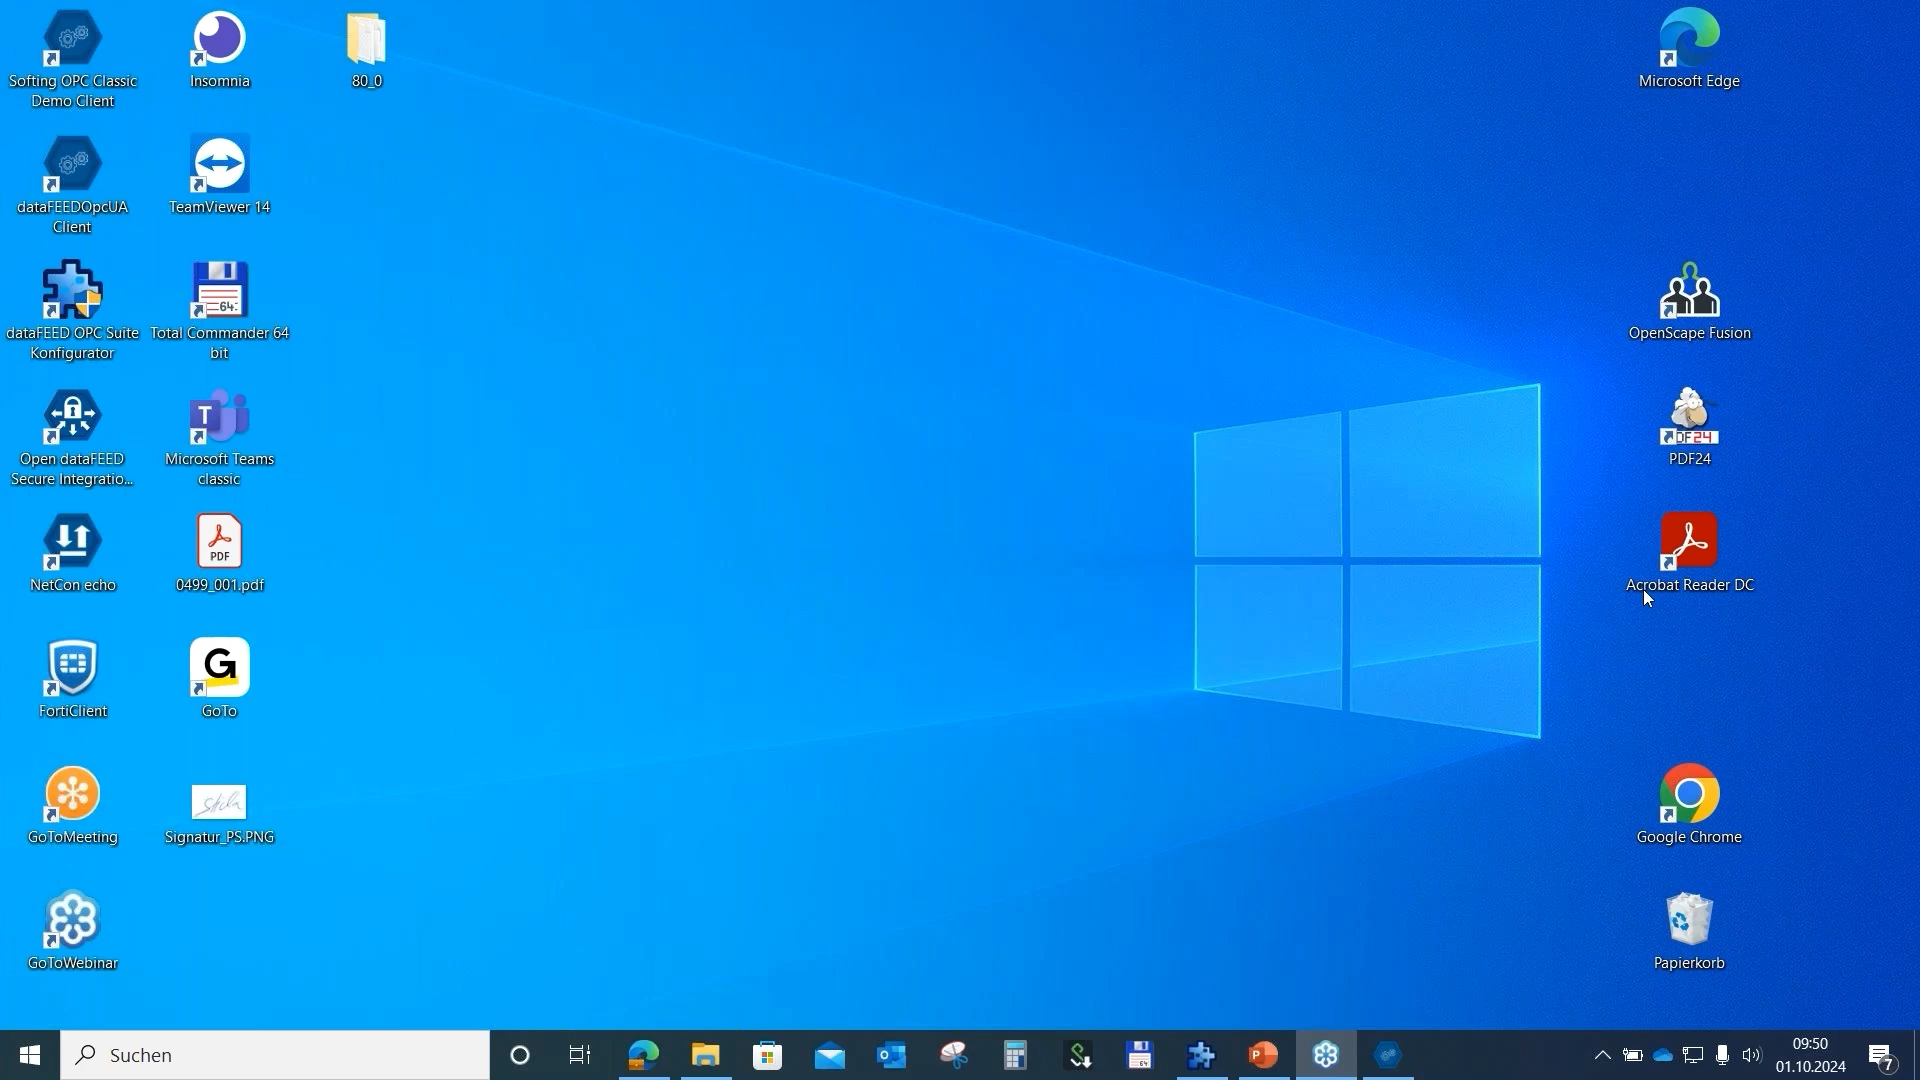 Softing OPC Classic
Demo Client
Insomnia
80_0
Microsoft Edge
dataFEEDOpcUA
Client
TeamViewer 14
dataFEED OPC Suite
Konfigurator
64
Total Commander 64
bit
OpenScape Fusion
Open dataFEED
Secure Integratio...
T
Microsoft Teams
classic
PDF24
NetCon echo
PDF
0499_001.pdf
Acrobat Reader DC
FortiClient
G
GoTo
GoToMeeting
Signatur_PS.PNG
Google Chrome
GoToWebinar
Papierkorb
Suchen
09:50
01.10.2024
7